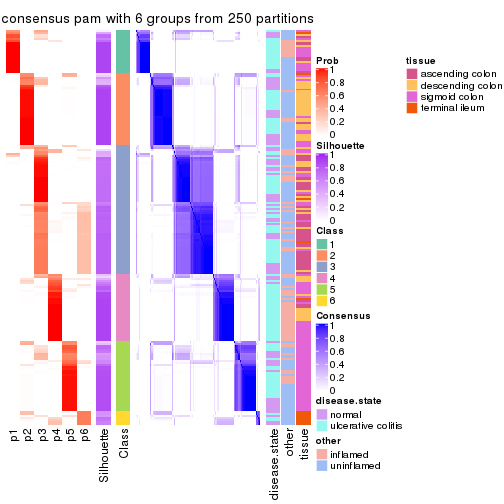 consensus pam with 6 groups from 250 partitions
Prob
1
0.8
0.6
0.4
0.2
0
Silhouette
1
0.8
0.6
0.4
0.2
0
Class
1
2
3
4
5
6
Consensus
1
0.8
0.6
0.4
0.2
0
disease.state
normal
ulcerative colitis
other
inflamed
uninflamed
tissue
ascending colon
descending colon
sigmoid colon
terminal ileum
p1
p2
p3
p4
p5
p6
Silhouette
Class
disease.state
other
tissue